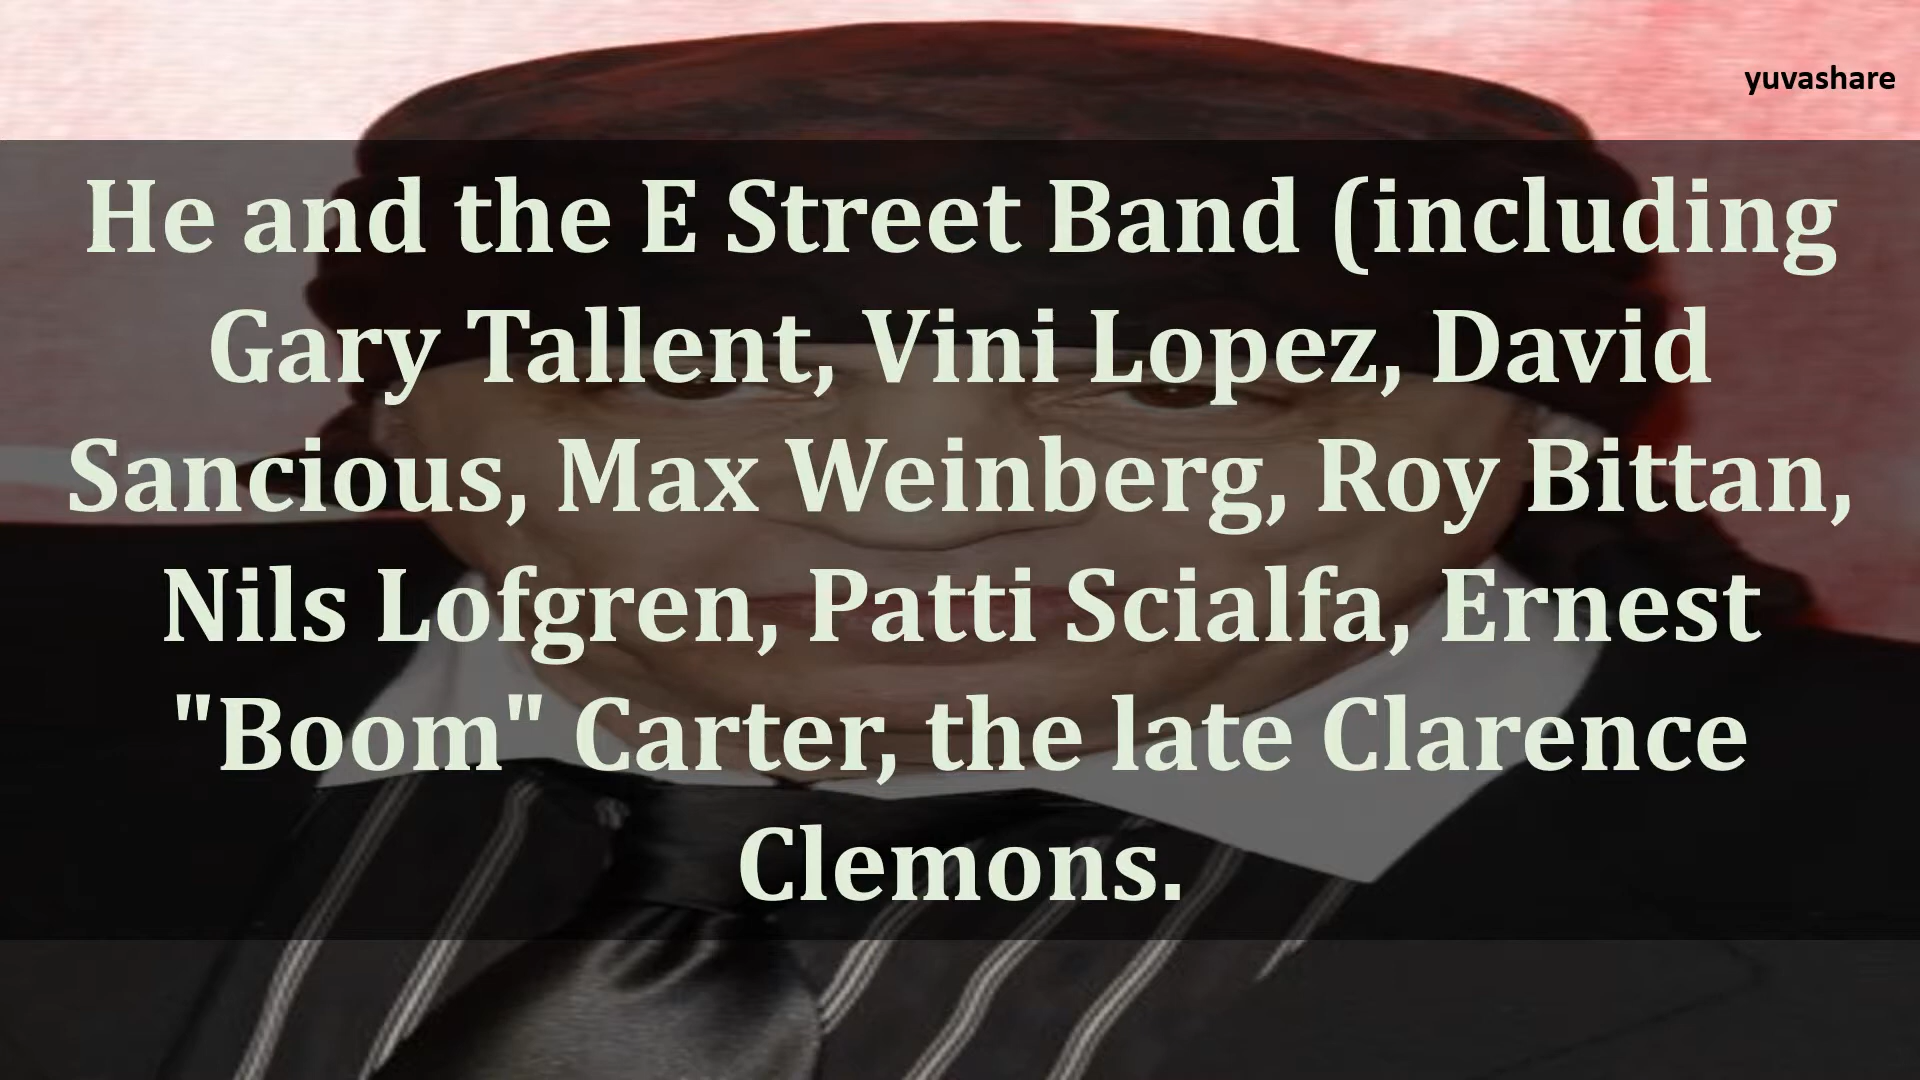 yuvashare
He and the E Street Band (including
Gary Tallent, Vini Lopez, David
Sancious, Max Weinberg, Roy Bittan,
Nils Lofgren, Patti Scialfa, Ernest
"Boom" Carter, the late Clarence
Clemons.